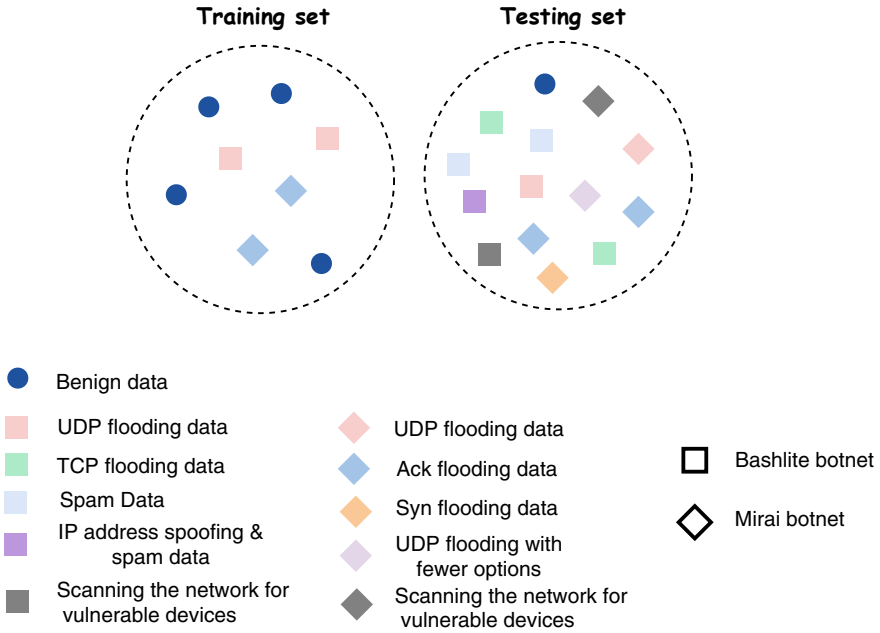 Training set
Testing set
Benign data
UDP flooding data
TCP flooding data
Spam Data
IP address spoofing &
spam data
Scanning the network for
vulnerable devices
UDP flooding data
Ack flooding data
Syn flooding data
UDP flooding with
fewer options
Scanning the network for
vulnerable devices
Bashlite botnet
Mirai botnet